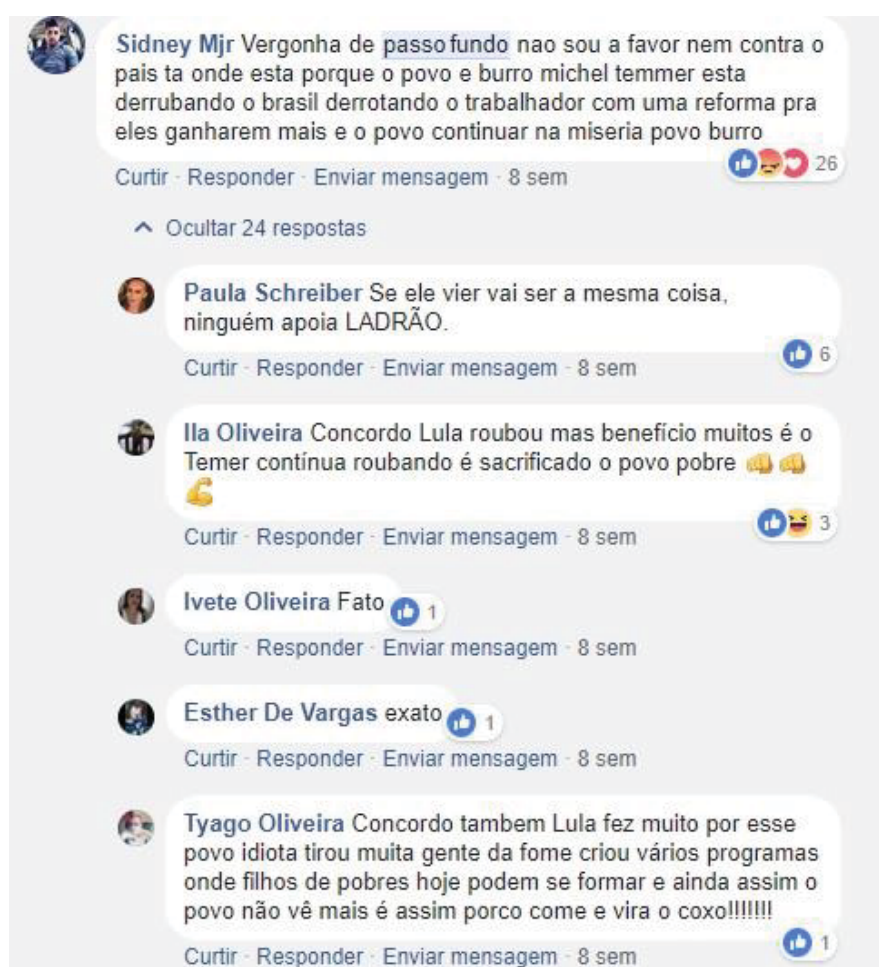 Sidney Mjr Vergonha de passo fundo nao sou a favor nem contra o
pais ta onde esta porque o povo e burro michel temmer esta
derrubando o brasil derrotando o trabalhador com uma reforma pra
eles ganharem mais e o povo continuar na miseria povo burro
26
Curtir · Responder · Enviar mensagem · 8 sem
Ocultar 24 respostas
Paula Schreiber Se ele vier vai ser a mesma coisa,
ninguém apoia LADRÃO.
6
Curtir · Responder · Enviar mensagem · 8 sem
Ila Oliveira Concordo Lula roubou mas benefício muitos é o
Temer contínua roubando é sacrificado o povo pobre 👊👊
💪
3
Curtir · Responder · Enviar mensagem · 8 sem
Ivete Oliveira Fato 1
Curtir · Responder · Enviar mensagem · 8 sem
Esther De Vargas exato 1
Curtir · Responder · Enviar mensagem · 8 sem
Tyago Oliveira Concordo tambem Lula fez muito por esse
povo idiota tirou muita gente da fome criou vários programas
onde filhos de pobres hoje podem se formar e ainda assim o
povo não vê mais é assim porco come e vira o coxo!!!!!!!
1
Curtir · Responder · Enviar mensagem · 8 sem